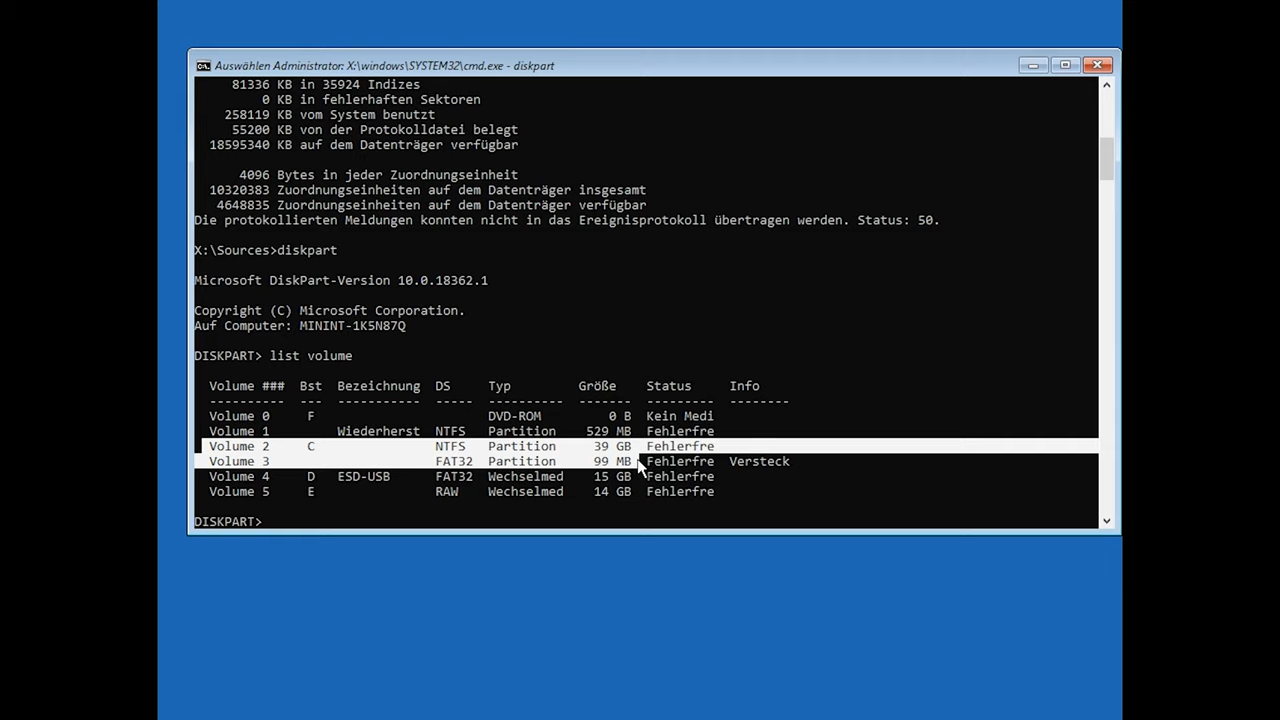 Auswählen Administrator: X:\windows\SYSTEM32\cmd.exe - diskpart
81336 KB in 35924 Indizes
0 KB in fehlerhaften Sektoren
258119 KB vom System benutzt
55200 KB von der Protokolldatei belegt
18595340 KB auf dem Datenträger verfügbar
4096 Bytes in jeder Zuordnungseinheit
10320383 Zuordnungseinheiten auf dem Datenträger insgesamt
4648835 Zuordnungseinheiten auf dem Datenträger verfügbar
Die protokollierten Meldungen konnten nicht in das Ereignisprotokoll übertragen werden. Status: 50.
X:\Sources>diskpart
Microsoft DiskPart-Version 10.0.18362.1
Copyright (C) Microsoft Corporation.
Auf Computer: MININT-1K5N87Q
DISKPART> list volume
Volume ### Bst Bezeichnung DS Typ Größe Status Info
---------- --- ----------- ----- ---------- ------- --------- --------
Volume 0 F DVD-ROM 0 B Kein Medi
Volume 1 Wiederherst NTFS Partition 529 MB Fehlerfre
Volume 2 C NTFS Partition 39 GB Fehlerfre
Volume 3 FAT32 Partition 99 MB Fehlerfre Versteck
Volume 4 D ESD-USB FAT32 Wechselmed 15 GB Fehlerfre
Volume 5 E RAW Wechselmed 14 GB Fehlerfre
DISKPART>